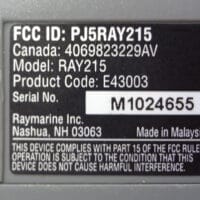 FCC ID: PJ5RAY215
Canada: 4069823229AV
Model: RAY215
Product Code: E43003
Serial No. M1024655
Raymarine Inc.
Nashua, NH 03063 Made in Malays
THIS DEVICE COMPLIES WITH PART 15 OF THE FCC RULE
OPERATION IS SUBJECT TO THE CONDITION THAT THIS
DEVICE DOES NOT CAUSE HARMFUL INTERFERENCE.